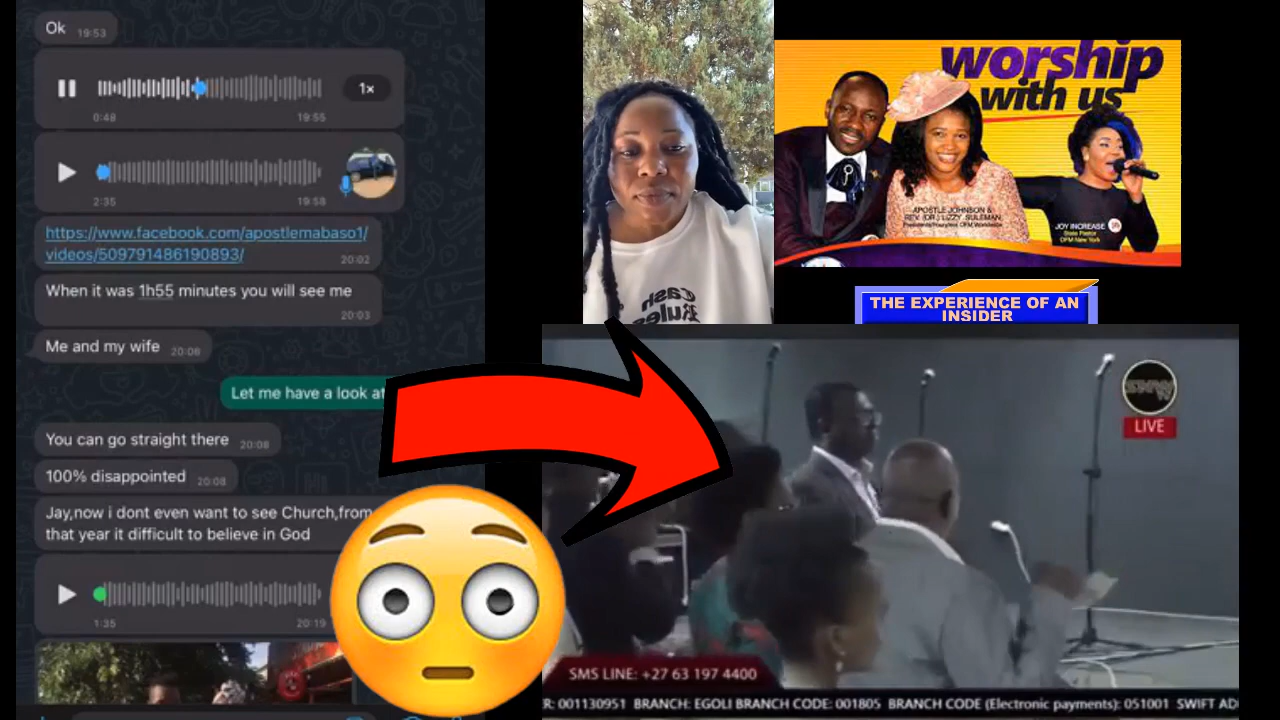 Ok 19:53
1×
0:48 19:55
2:35 19:58
https://www.facebook.com/apostlemabaso1/
videos/509791486190893/ 20:02
When it was 1h55 minutes you will see me
20:03
Me and my wife 20:08
Let me have a look at
You can go straight there 20:08
100% disappointed 20:08
Jay,now i dont even want to see Church,from
that year it difficult to believe in God
1:35 20:19
Cash
Rules
worship
with us
APOSTLE JOHNSON &
REV. (DR.) LIZZY SULEMAN
Presidents/Founders OFM Worldwide
JOY INCREASE
State Pastor
OFM New York
THE EXPERIENCE OF AN
INSIDER
LIVE
SMS LINE: +27 63 197 4400
R: 001130951 BRANCH: EGOLI BRANCH CODE: 001805 BRANCH CODE (Electronic payments): 051001 SWIFT AD